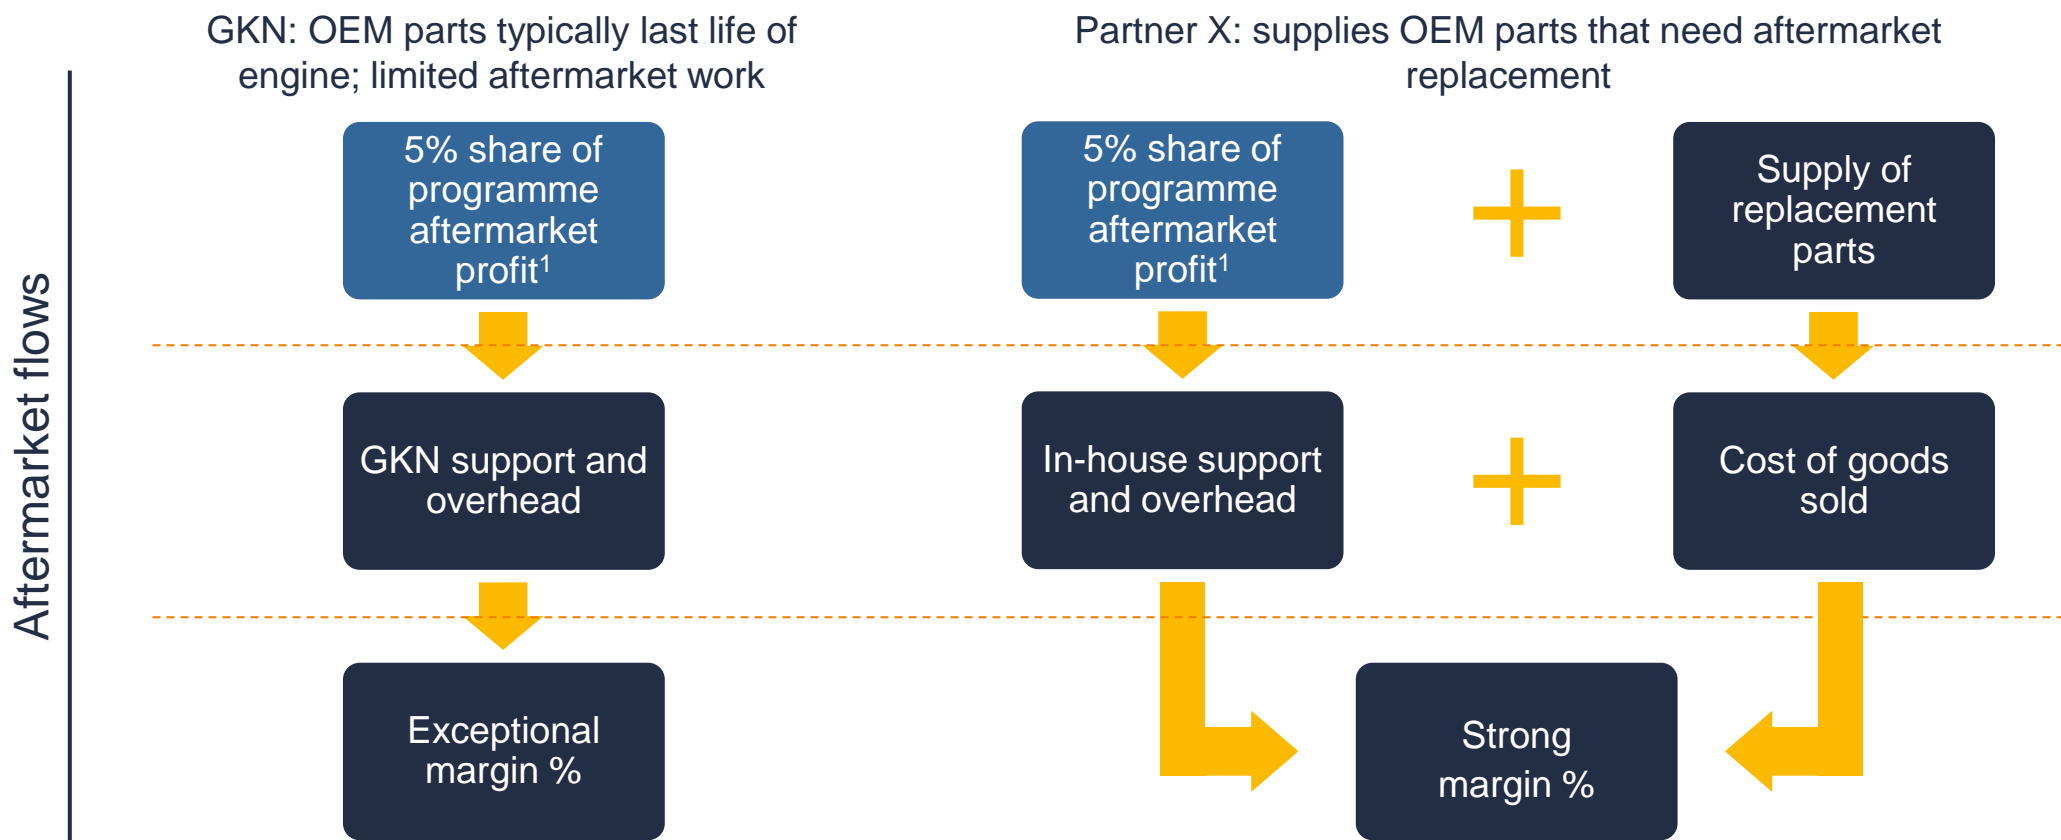 GKN: OEM parts typically last life of
engine; limited aftermarket work
Partner X: supplies OEM parts that need aftermarket
replacement
Aftermarket flows
5% share of
programme
aftermarket
profit¹
5% share of
programme
aftermarket
profit¹
Supply of
replacement
parts
GKN support and
overhead
In-house support
and overhead
Cost of goods
sold
Exceptional
margin %
Strong
margin %